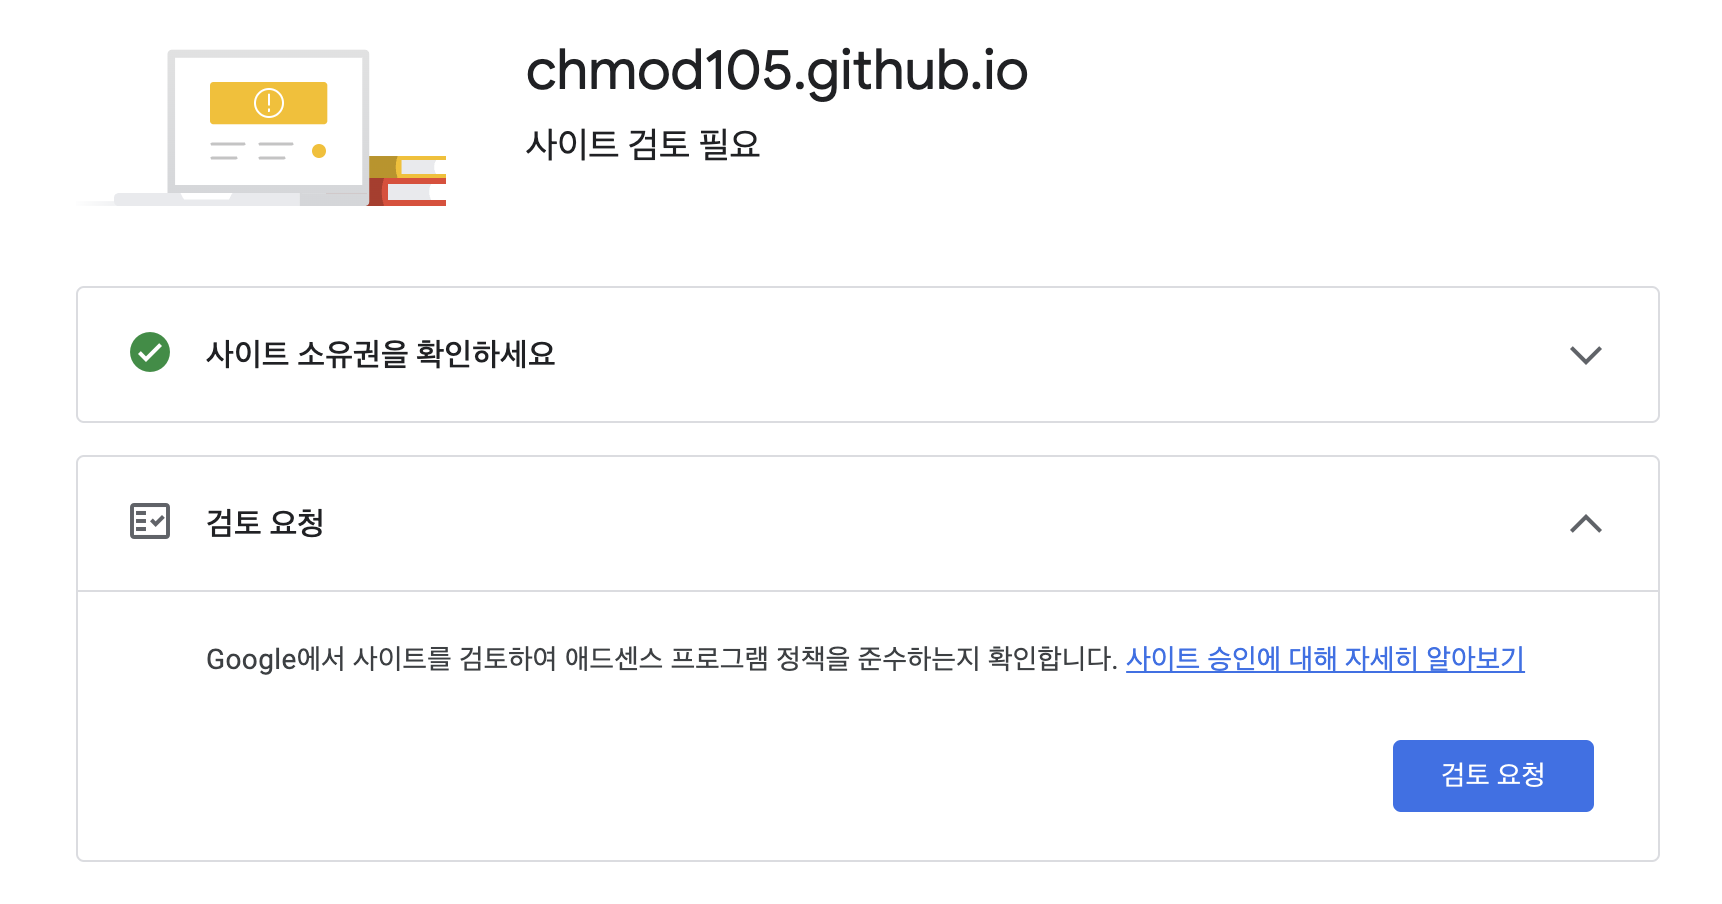 chmod105.github.io
사이트 검토 필요
사이트 소유권을 확인하세요
검토 요청
Google에서 사이트를 검토하여 애드센스 프로그램 정책을 준수하는지 확인합니다. 사이트 승인에 대해 자세히 알아보기
검토 요청